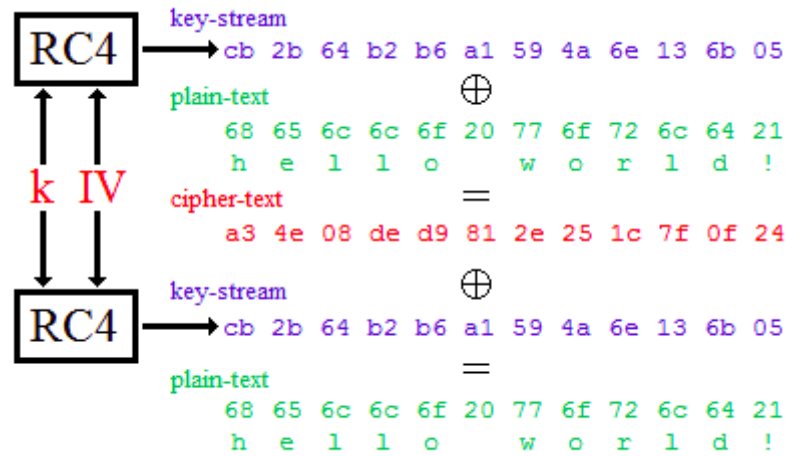 RC4
key-stream
cb 2b 64 b2 b6 a1 59 4a 6e 13 6b 05
⊕
plain-text
68 65 6c 6c 6f 20 77 6f 72 6c 64 21
h e l l o w o r l d !
k IV
cipher-text
=
a3 4e 08 de d9 81 2e 25 1c 7f 0f 24
⊕
RC4
key-stream
cb 2b 64 b2 b6 a1 59 4a 6e 13 6b 05
=
plain-text
68 65 6c 6c 6f 20 77 6f 72 6c 64 21
h e l l o w o r l d !